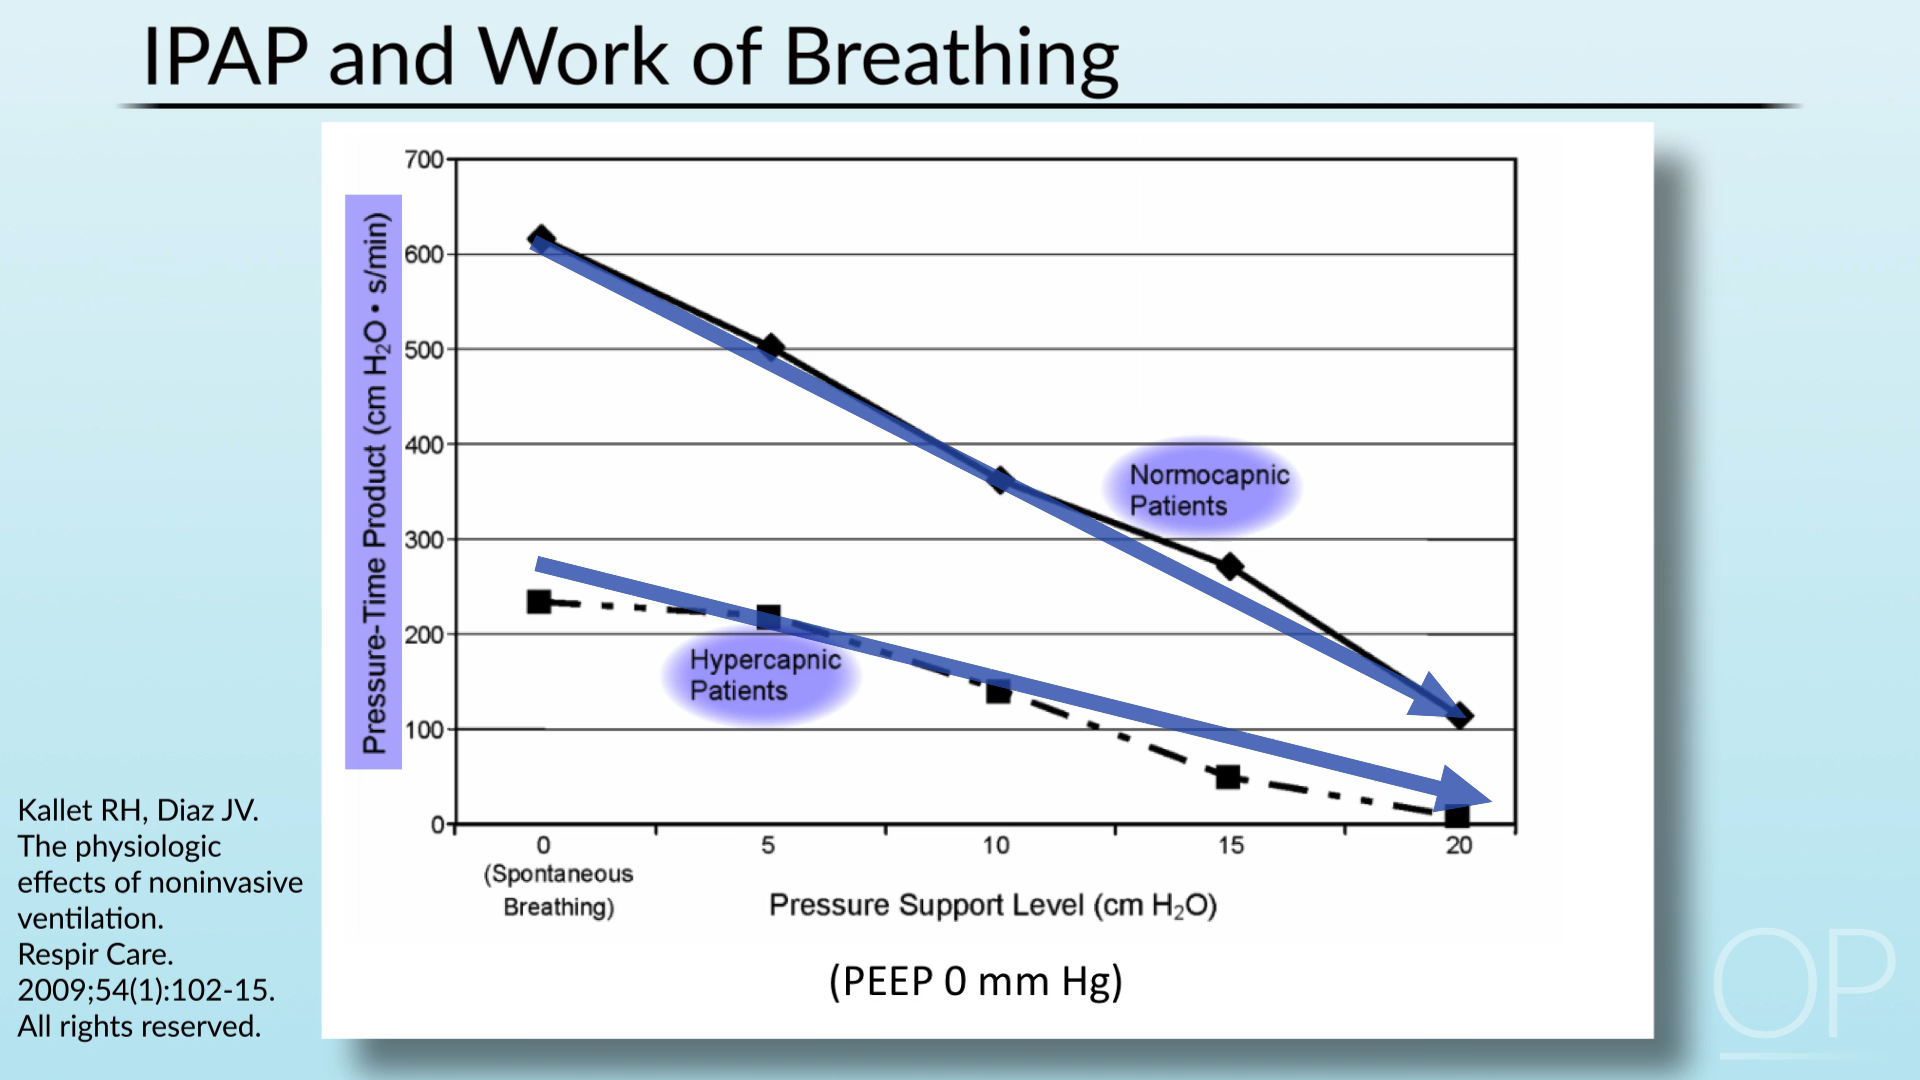 IPAP and Work of Breathing
700
600
500
400
300
200
100
0
Pressure-Time Product (cm H₂O • s/min)
Normocapnic
Patients
Hypercapnic
Patients
0
5
10
15
20
(Spontaneous
Breathing)
Pressure Support Level (cm H₂O)
(PEEP 0 mm Hg)
Kallet RH, Diaz JV.
The physiologic
effects of noninvasive
ventilation.
Respir Care.
2009;54(1):102-15.
All rights reserved.
OP